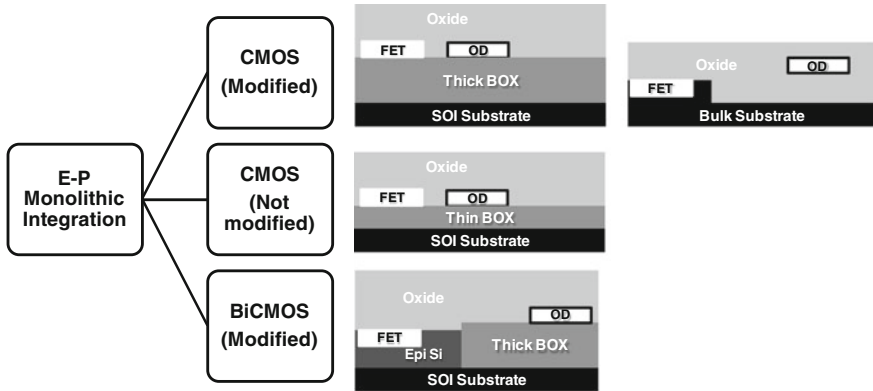 E-P
Monolithic
Integration
CMOS
(Modified)
Oxide
FET
OD
Thick BOX
SOI Substrate
Oxide
OD
FET
Bulk Substrate
CMOS
(Not
modified)
Oxide
FET
OD
Thin BOX
SOI Substrate
BiCMOS
(Modified)
Oxide
OD
FET
Epi Si
Thick BOX
SOI Substrate